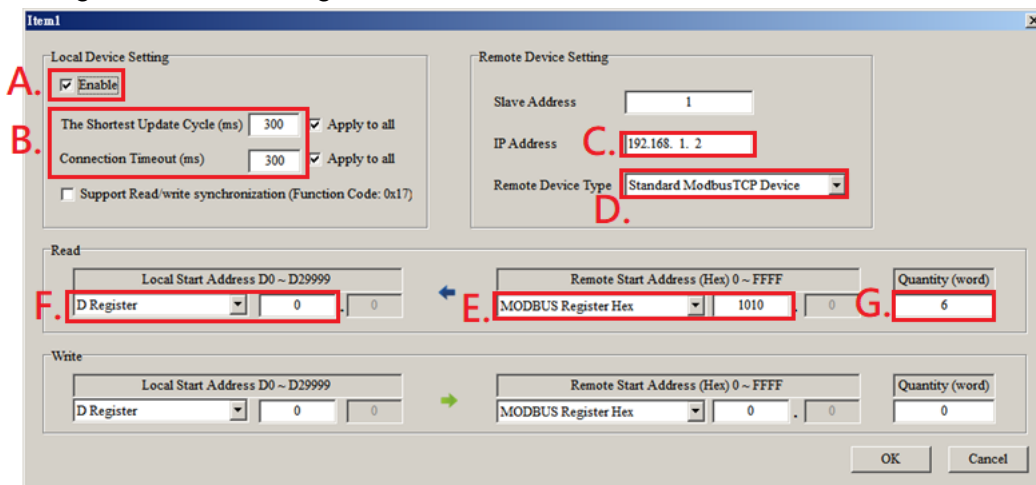 Item1
Local Device Setting
A.
Enable
B.
The Shortest Update Cycle (ms) 300 Apply to all
Connection Timeout (ms) 300 Apply to all
Support Read/write synchronization (Function Code: 0x17)
Remote Device Setting
Slave Address 1
IP Address C. 192.168. 1. 2
Remote Device Type Standard ModbusTCP Device
D.
Read
Local Start Address D0 ~ D29999 Remote Start Address (Hex) 0 ~ FFFF Quantity (word)
F. D Register 0 . 0 E. MODBUS Register Hex 1010 . 0 G. 6
Write
Local Start Address D0 ~ D29999 Remote Start Address (Hex) 0 ~ FFFF Quantity (word)
D Register 0 0 MODBUS Register Hex 0 . 0 0
OK Cancel